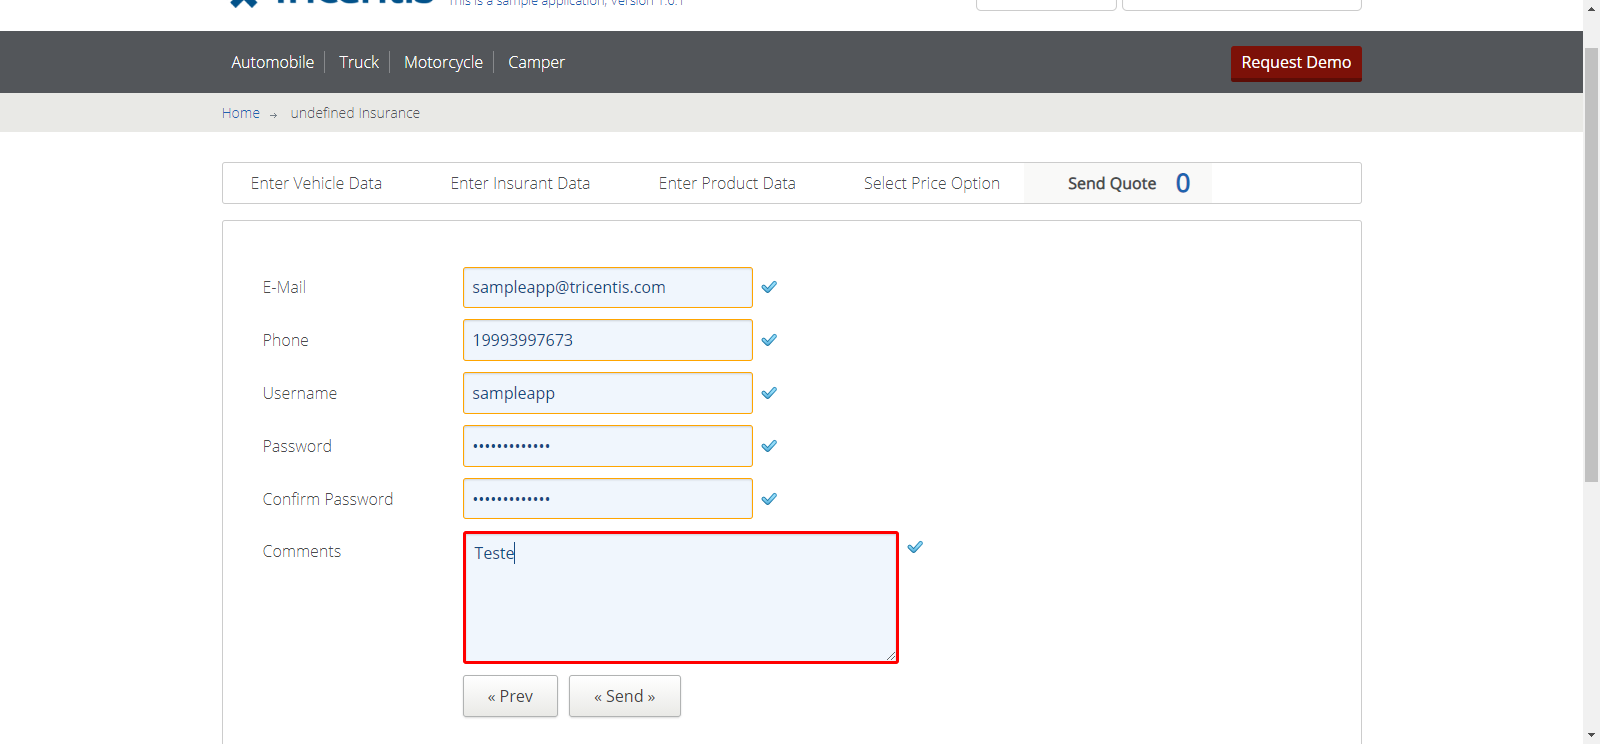 Tricentis This is a sample application, Version 1.0.1
Automobile Truck Motorcycle Camper Request Demo
Home → undefined Insurance
Enter Vehicle Data Enter Insurant Data Enter Product Data Select Price Option Send Quote 0
E-Mail sampleapp@tricentis.com
Phone 19993997673
Username sampleapp
Password •••••••••••••
Confirm Password •••••••••••••
Comments Teste
« Prev « Send »